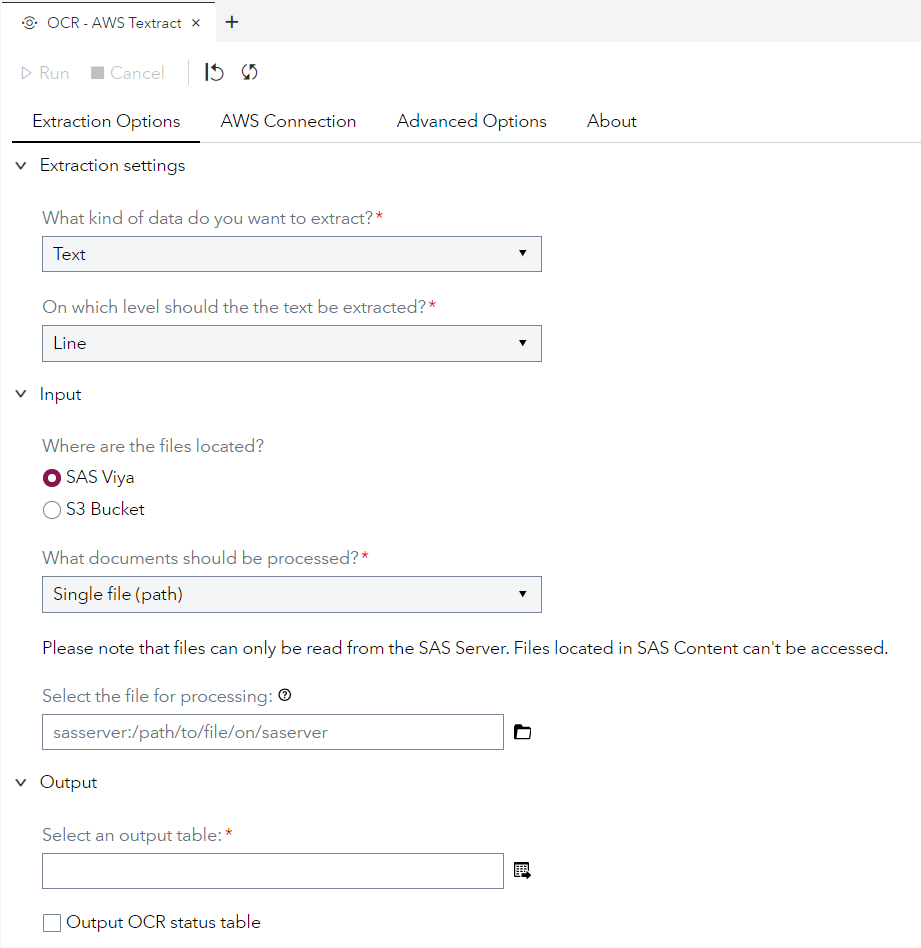 OCR - AWS Textract × +
Run Cancel
Extraction Options AWS Connection Advanced Options About
Extraction settings
What kind of data do you want to extract?*
Text
On which level should the the text be extracted?*
Line
Input
Where are the files located?
SAS Viya
S3 Bucket
What documents should be processed?*
Single file (path)
Please note that files can only be read from the SAS Server. Files located in SAS Content can't be accessed.
Select the file for processing: ?
sasserver:/path/to/file/on/saserver
Output
Select an output table:*
Output OCR status table